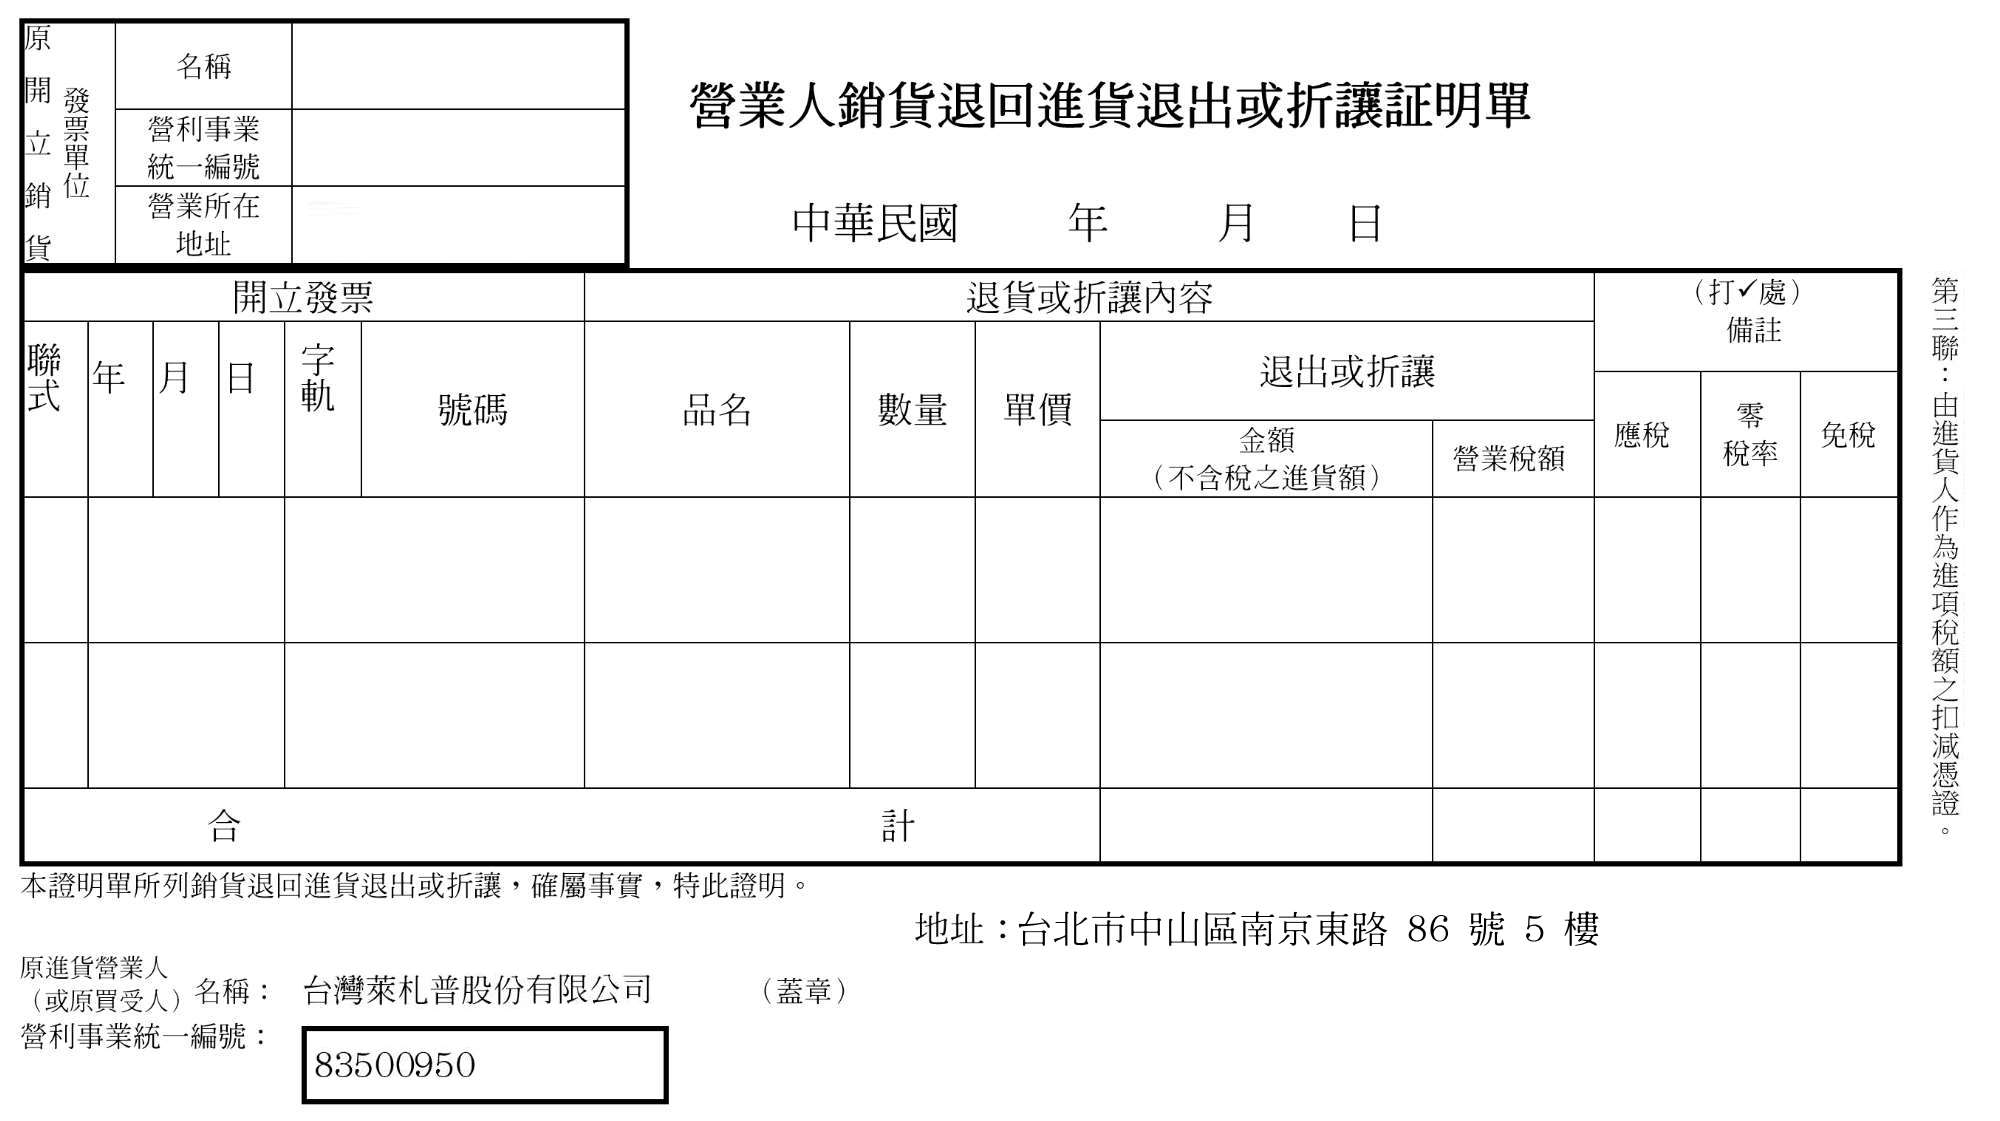 原開立銷貨
發票單位
名稱
營利事業
統一編號
營業所在
地址
營業人銷貨退回進貨退出或折讓証明單
中華民國 年 月 日
開立發票
退貨或折讓內容
（打✓處）
備註
聯式
年
月
日
字軌
號碼
品名
數量
單價
退出或折讓
金額
（不含稅之進貨額）
營業稅額
應稅
零
稅率
免稅
合 計
第三聯：由進貨人作為進項稅額之扣減憑證。
本證明單所列銷貨退回進貨退出或折讓，確屬事實，特此證明。
地址：台北市中山區南京東路 86 號 5 樓
原進貨營業人
（或原買受人）名稱： 台灣萊札普股份有限公司 （蓋章）
營利事業統一編號：
83500950